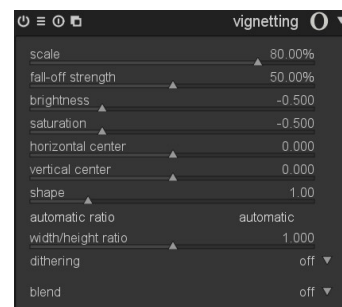 vignetting
scale 80.00%
fall-off strength 50.00%
brightness -0.500
saturation -0.500
horizontal center 0.000
vertical center 0.000
shape 1.00
automatic ratio automatic
width/height ratio 1.000
dithering off
blend off